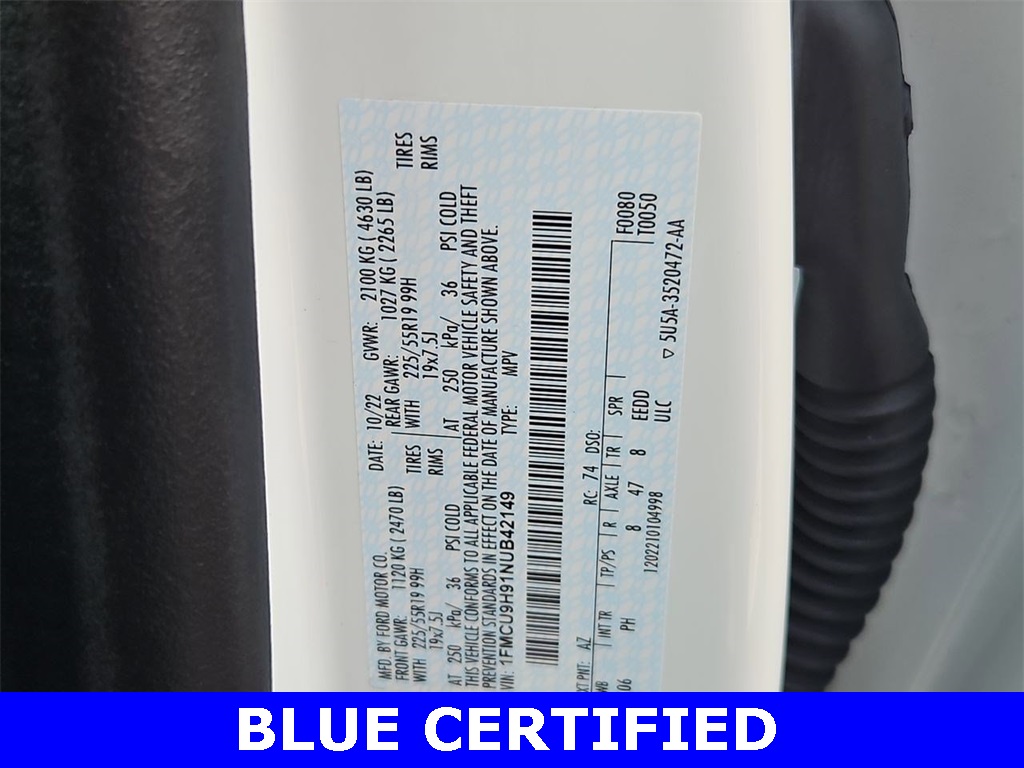 MFD. BY FORD MOTOR CO. DATE: 10/22 GVWR: 2100 KG ( 4630 LB)
FRONT GAWR: 1120 KG ( 2470 LB) REAR GAWR: 1027 KG ( 2265 LB)
WITH 225/55R19 99H TIRES WITH 225/55R19 99H TIRES
19x7.5J RIMS 19x7.5J RIMS
AT 250 kPa/ 36 PSI COLD AT 250 kPa/ 36 PSI COLD
THIS VEHICLE CONFORMS TO ALL APPLICABLE FEDERAL MOTOR VEHICLE SAFETY AND THEFT
PREVENTION STANDARDS IN EFFECT ON THE DATE OF MANUFACTURE SHOWN ABOVE.
VIN: 1FMCU9H91NUB42149 TYPE: MPV
XT PNT: AZ RC: 74 DSO: F0080
WB INT TR TP/PS R AXLE TR SPR T0050
06 PH 8 47 8 EEDD
1202210104998 ULC ▽ 5U5A-3520472-AA
BLUE CERTIFIED